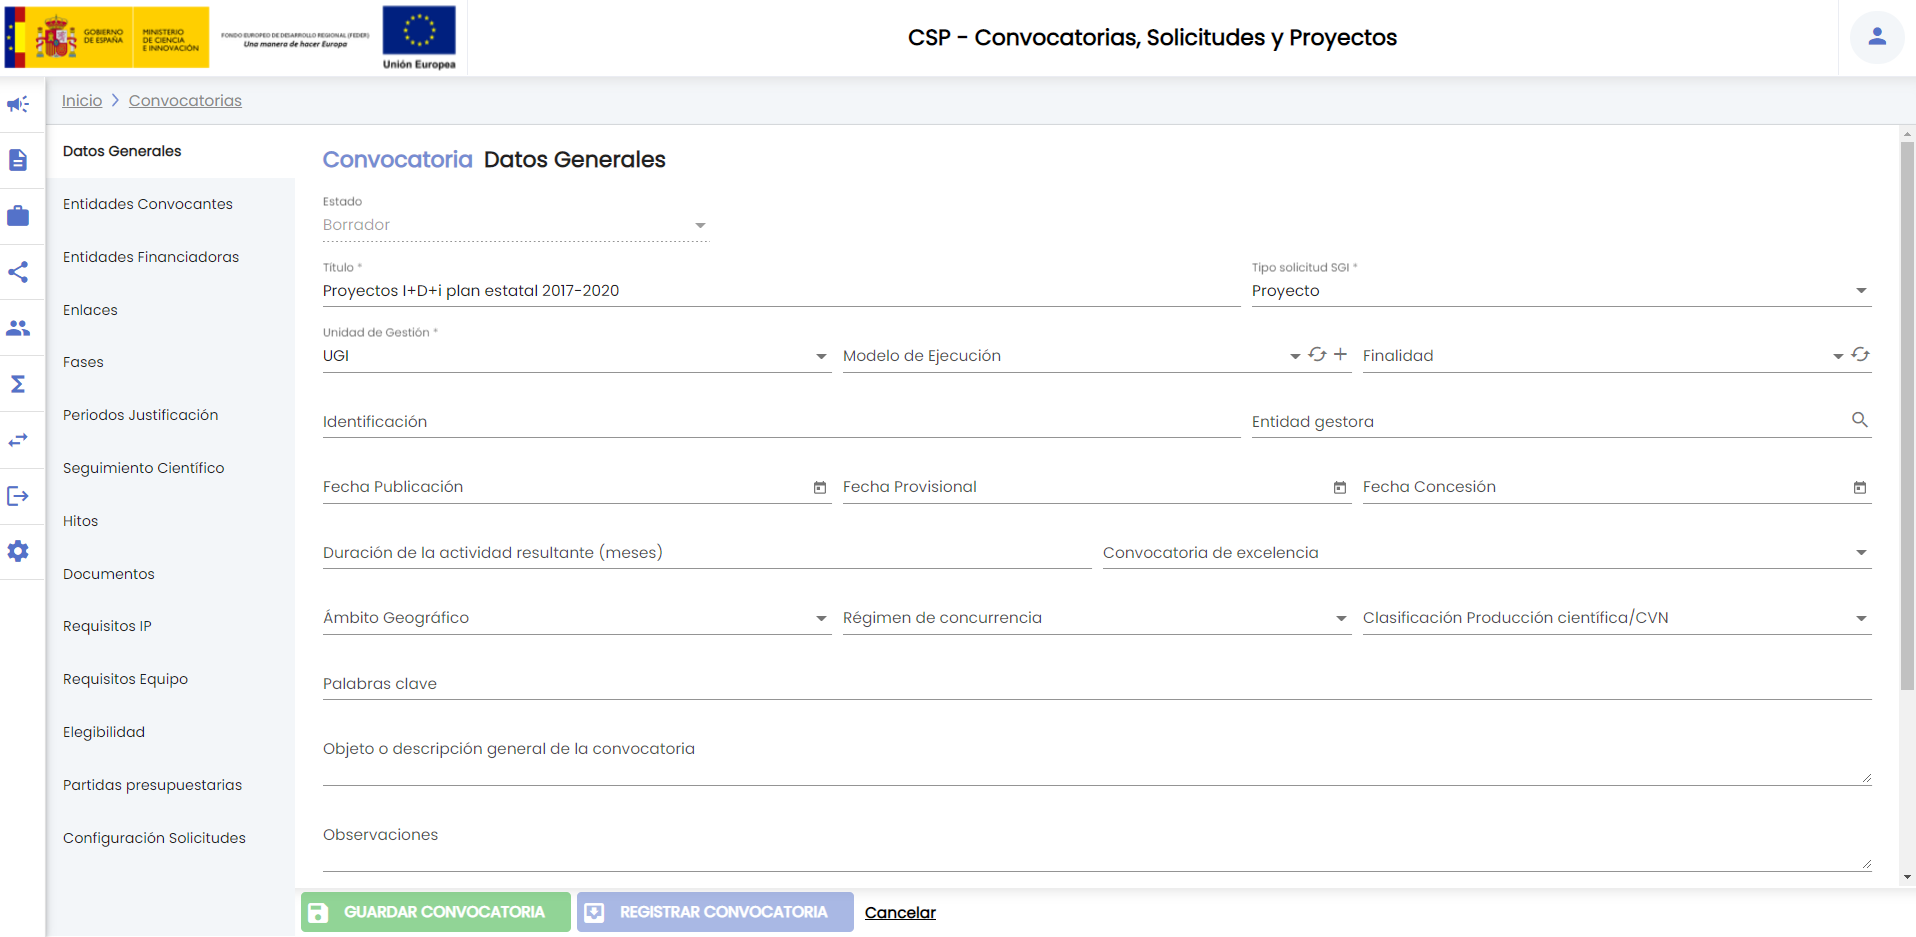 GOBIERNO DE ESPAÑA
MINISTERIO DE CIENCIA E INNOVACIÓN
FONDO EUROPEO DE DESARROLLO REGIONAL (FEDER)
Una manera de hacer Europa
Unión Europea
CSP - Convocatorias, Solicitudes y Proyectos
Inicio > Convocatorias
Datos Generales
Entidades Convocantes
Entidades Financiadoras
Enlaces
Fases
Periodos Justificación
Seguimiento Científico
Hitos
Documentos
Requisitos IP
Requisitos Equipo
Elegibilidad
Partidas presupuestarias
Configuración Solicitudes
Convocatoria Datos Generales
Estado
Borrador
Título * Tipo solicitud SGI *
Proyectos I+D+i plan estatal 2017-2020 Proyecto
Unidad de Gestión *
UGI Modelo de Ejecución Finalidad
Identificación Entidad gestora
Fecha Publicación Fecha Provisional Fecha Concesión
Duración de la actividad resultante (meses) Convocatoria de excelencia
Ámbito Geográfico Régimen de concurrencia Clasificación Producción científica/CVN
Palabras clave
Objeto o descripción general de la convocatoria
Observaciones
GUARDAR CONVOCATORIA REGISTRAR CONVOCATORIA Cancelar